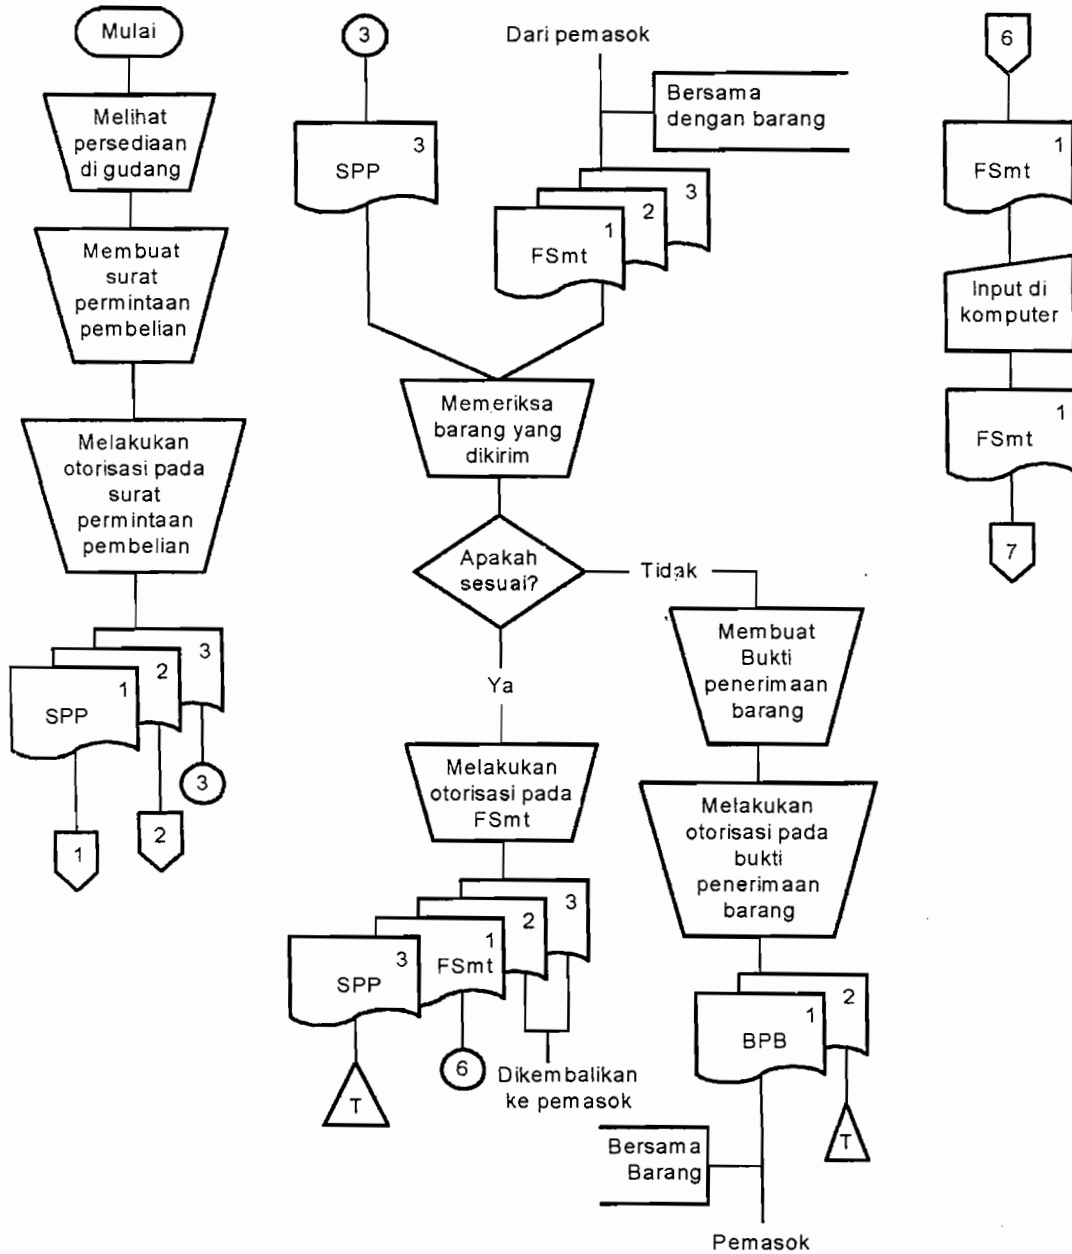 Mulai
Melihat
persediaan
di gudang
Membuat
surat
permintaan
pembelian
Melakukan
otorisasi pada
surat
permintaan
pembelian
3
2
1
SPP
3
2
1
3
3
SPP
Dari pemasok
Bersama
dengan barang
3
2
1
FSmt
Memeriksa
barang yang
dikirim
Apakah
sesuai?
Tidak
Ya
Melakukan
otorisasi pada
FSmt
3
2
1
FSmt
3
SPP
T
6
Dikembalikan
ke pemasok
Membuat
Bukti
penerimaan
barang
Melakukan
otorisasi pada
bukti
penerimaan
barang
2
1
BPB
T
Bersama
Barang
Pemasok
6
1
FSmt
Input di
komputer
1
FSmt
7